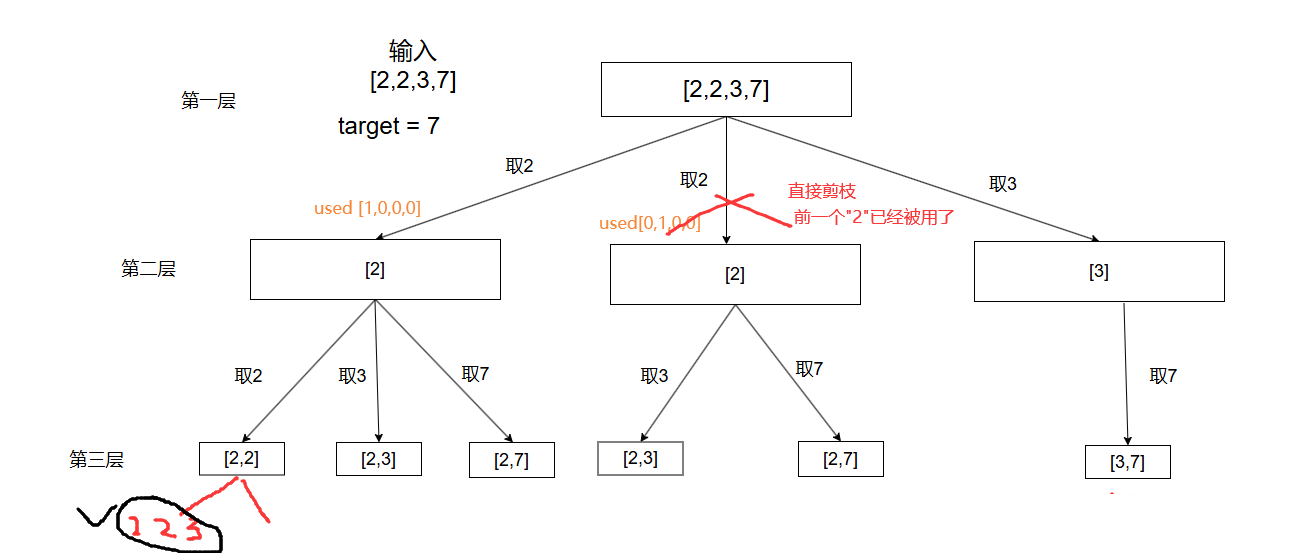 输入
[2,2,3,7]
target = 7
第一层
[2,2,3,7]
取2
取2
取3
直接剪枝
前一个"2"已经被用了
used [1,0,0,0]
used[0,1,0,0]
第二层
[2]
[2]
[3]
取2
取3
取7
取3
取7
取7
第三层
[2,2]
[2,3]
[2,7]
[2,3]
[2,7]
[3,7]
2 2 3